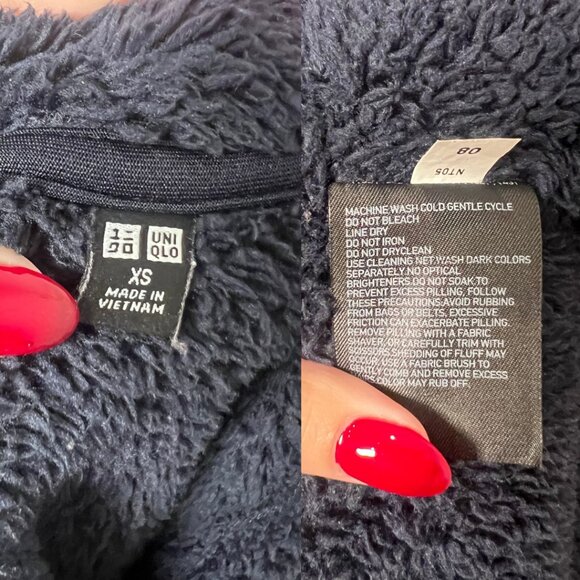 UNI
QLO
XS
MADE IN
VIETNAM
08
NT05
MACHINE WASH COLD GENTLE CYCLE
DO NOT BLEACH
LINE DRY
DO NOT IRON
DO NOT DRYCLEAN
USE CLEANING NET.WASH DARK COLORS
SEPARATELY.NO OPTICAL
BRIGHTENERS.DO NOT SOAK.TO
PREVENT EXCESS PILLING, FOLLOW
THESE PRECAUTIONS.AVOID RUBBING
FROM BAGS OR BELTS, EXCESSIVE
FRICTION CAN EXACERBATE PILLING.
REMOVE PILLING WITH A FABRIC
SHAVER, OR CAREFULLY TRIM WITH
SCISSORS.SHEDDING OF FLUFF MAY
OCCUR. USE A FABRIC BRUSH TO
GENTLY COMB AND REMOVE EXCESS
COLOR MAY RUB OFF.